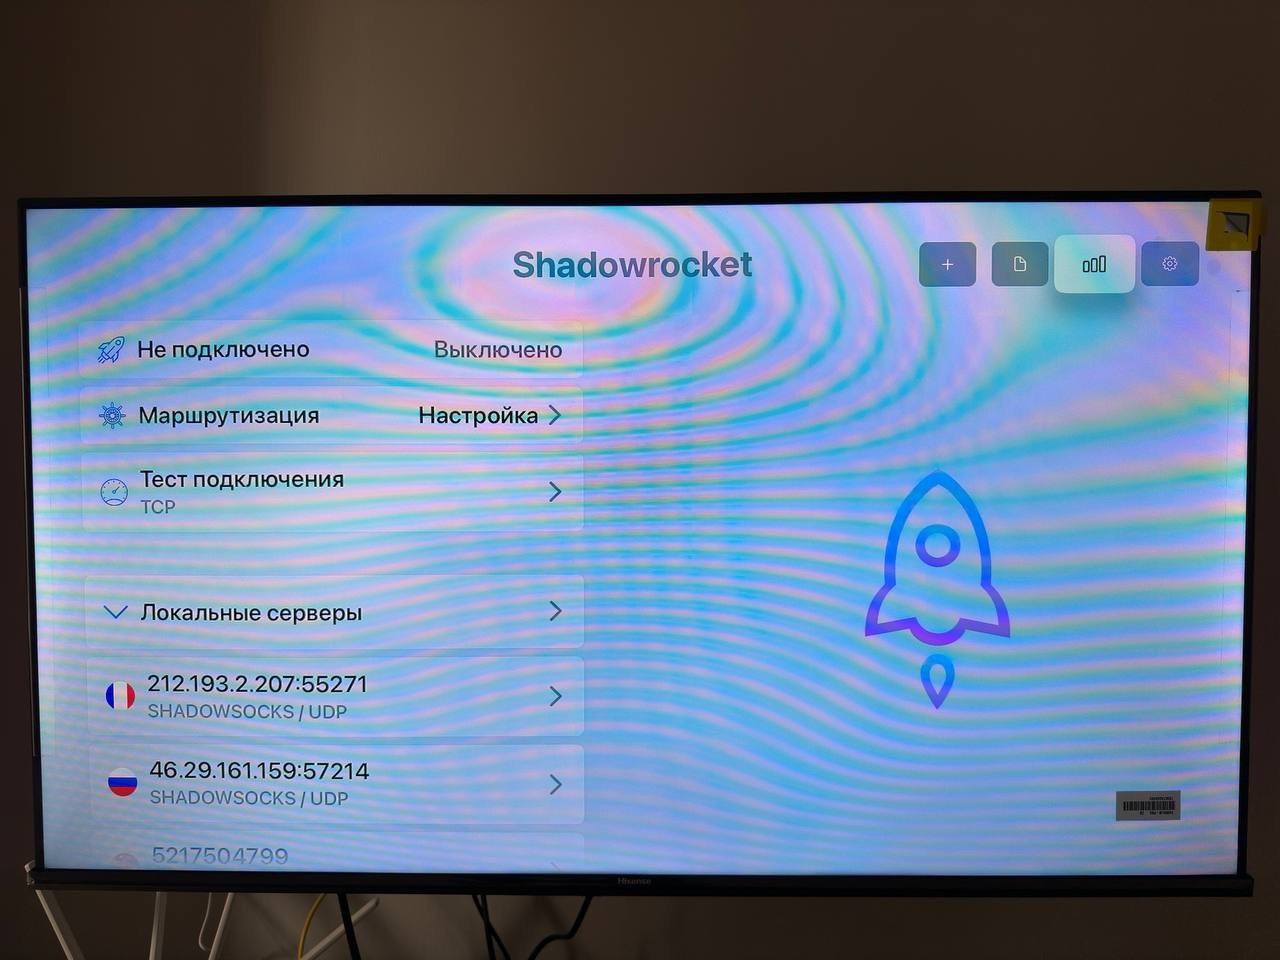 Shadowrocket
Не подключено
Выключено
Маршрутизация
Настройка
Тест подключения
TCP
Локальные серверы
212.193.2.207:55271
SHADOWSOCKS / UDP
46.29.161.159:57214
SHADOWSOCKS / UDP
5217504799
Hisense